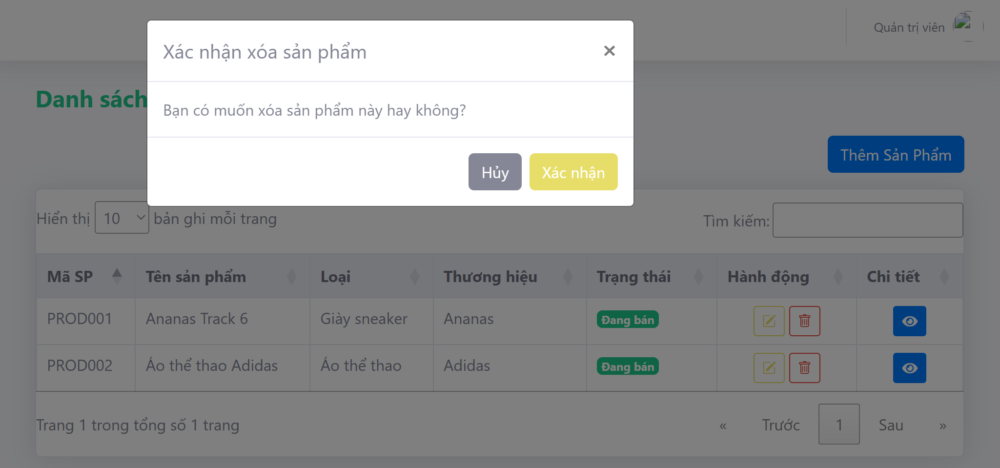 Quản trị viên
Xác nhận xóa sản phẩm
Danh sách
Bạn có muốn xóa sản phẩm này hay không?
Hủy Xác nhận
Thêm Sản Phẩm
Hiển thị 10 bản ghi mỗi trang Tìm kiếm:
Mã SP Tên sản phẩm Loại Thương hiệu Trạng thái Hành động Chi tiết
PROD001 Ananas Track 6 Giày sneaker Ananas Đang bán
PROD002 Áo thể thao Adidas Áo thể thao Adidas Đang bán
Trang 1 trong tổng số 1 trang « Trước 1 Sau »